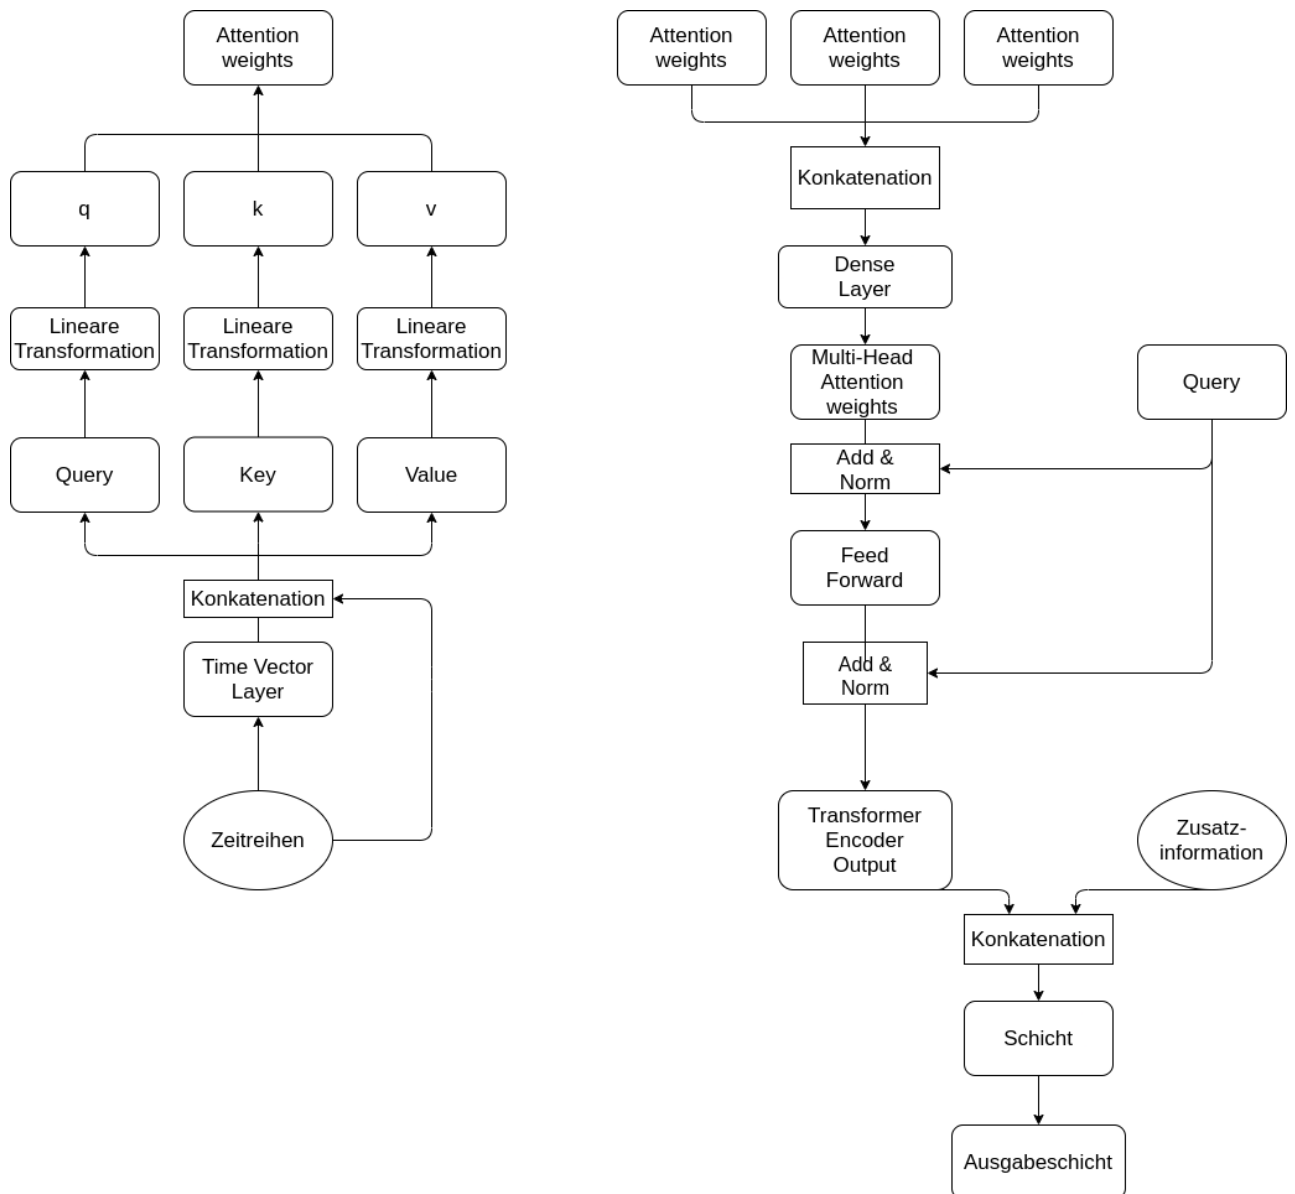 Attention
weights
q
k
v
Lineare
Transformation
Lineare
Transformation
Lineare
Transformation
Query
Key
Value
Konkatenation
Time Vector
Layer
Zeitreihen
Attention
weights
Attention
weights
Attention
weights
Konkatenation
Dense
Layer
Multi-Head
Attention
weights
Query
Add &
Norm
Feed
Forward
Add &
Norm
Transformer
Encoder
Output
Zusatz-
information
Konkatenation
Schicht
Ausgabeschicht